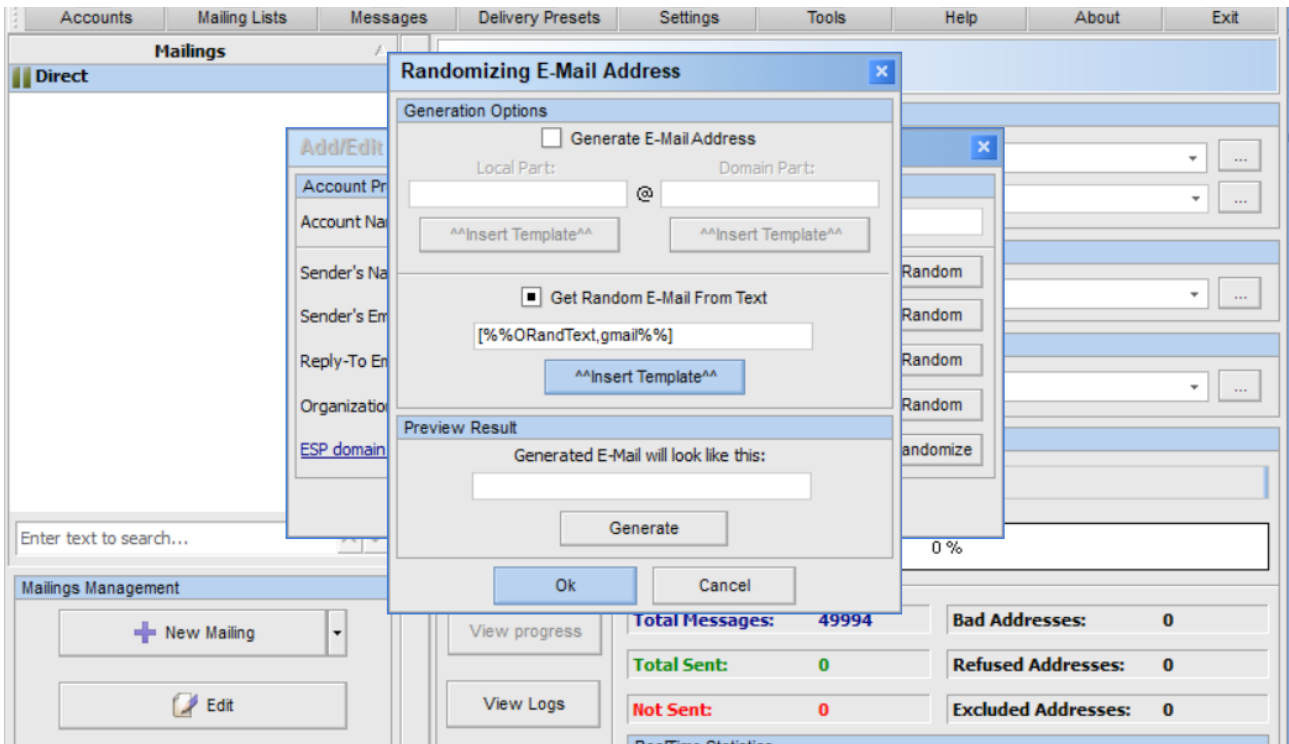 Accounts Mailing Lists Messages Delivery Presets Settings Tools Help About Exit
Mailings
Direct
Randomizing E-Mail Address
Generation Options
Generate E-Mail Address
Local Part: Domain Part:
@
^^Insert Template^^ ^^Insert Template^^
Get Random E-Mail From Text
[%%ORandText,gmail%%]
^^Insert Template^^
Preview Result
Generated E-Mail will look like this:
Generate
Ok Cancel
Add/Edit
Account Pr
Account Na
Sender's Na Random
Sender's Em Random
Reply-To Em Random
Organization Random
ESP domain andomize
... 
...
...
...
0 %
Enter text to search...
Mailings Management
New Mailing
Edit
View progress
View Logs
Total Messages: 49994 Bad Addresses: 0
Total Sent: 0 Refused Addresses: 0
Not Sent: 0 Excluded Addresses: 0